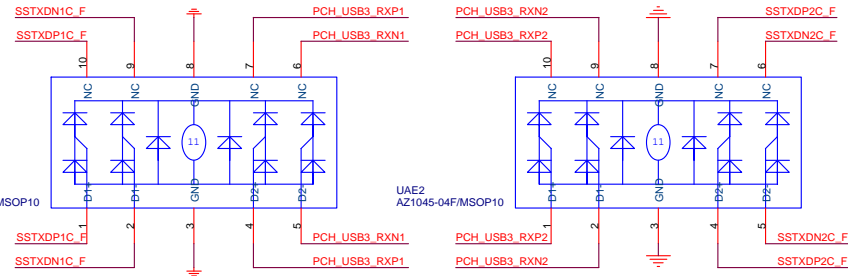 SSTXDN1C_F PCH_USB3_RXP1 PCH_USB3_RXN2 SSTXDP2C_F
SSTXDP1C_F PCH_USB3_RXN1 PCH_USB3_RXP2 SSTXDN2C_F
10 9 8 7 6 10 9 8 7 6
NC NC GND NC NC NC NC GND NC NC
11 11
D1+ D1- GND D2+ D2- D1+ D1- GND D2+ D2-
UAE2
MSOP10 AZ1045-04F/MSOP10
1 2 3 4 5 1 2 3 4 5
SSTXDP1C_F PCH_USB3_RXN1 PCH_USB3_RXP2 SSTXDN2C_F
SSTXDN1C_F PCH_USB3_RXP1 PCH_USB3_RXN2 SSTXDP2C_F